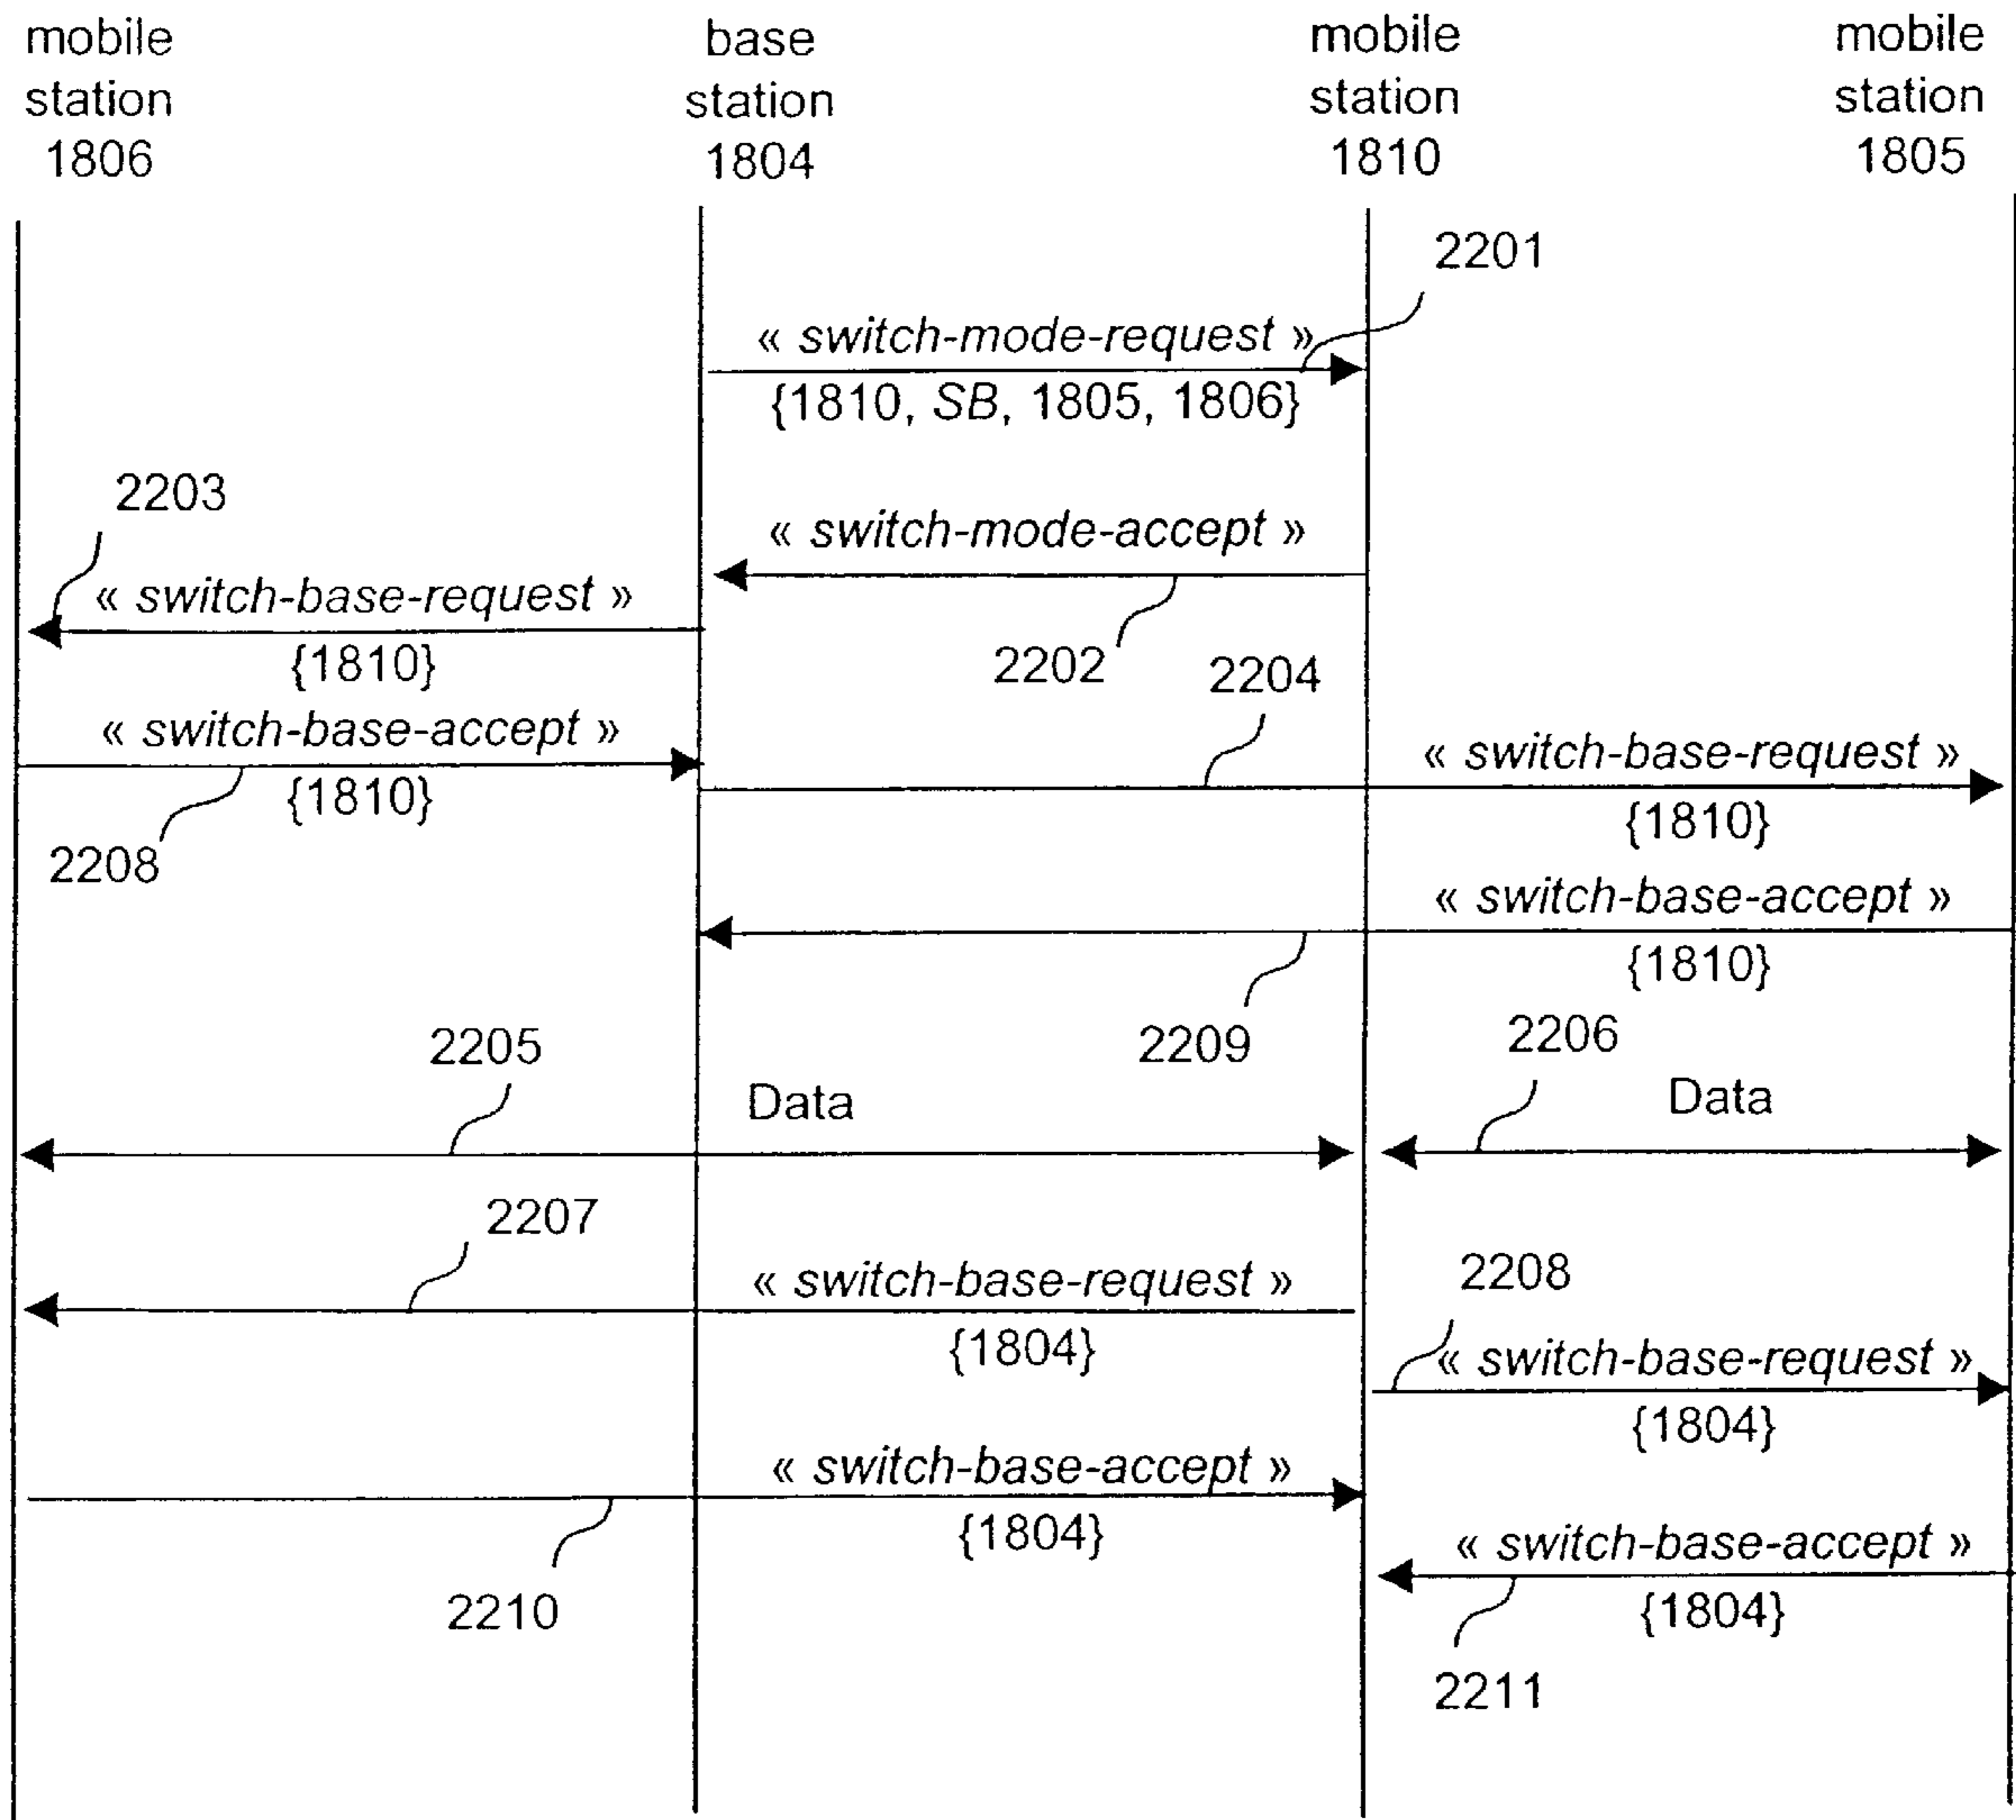 mobile
station
1806
base
station
1804
mobile
station
1810
mobile
station
1805
2201
« switch-mode-request »
{1810, SB, 1805, 1806}
2203
« switch-mode-accept »
« switch-base-request »
{1810}
2202
2204
« switch-base-accept »
{1810}
« switch-base-request »
{1810}
2208
« switch-base-accept »
{1810}
2205
2209
2206
Data
Data
2207
« switch-base-request »
{1804}
2208
« switch-base-request »
{1804}
« switch-base-accept »
{1804}
« switch-base-accept »
{1804}
2210
2211